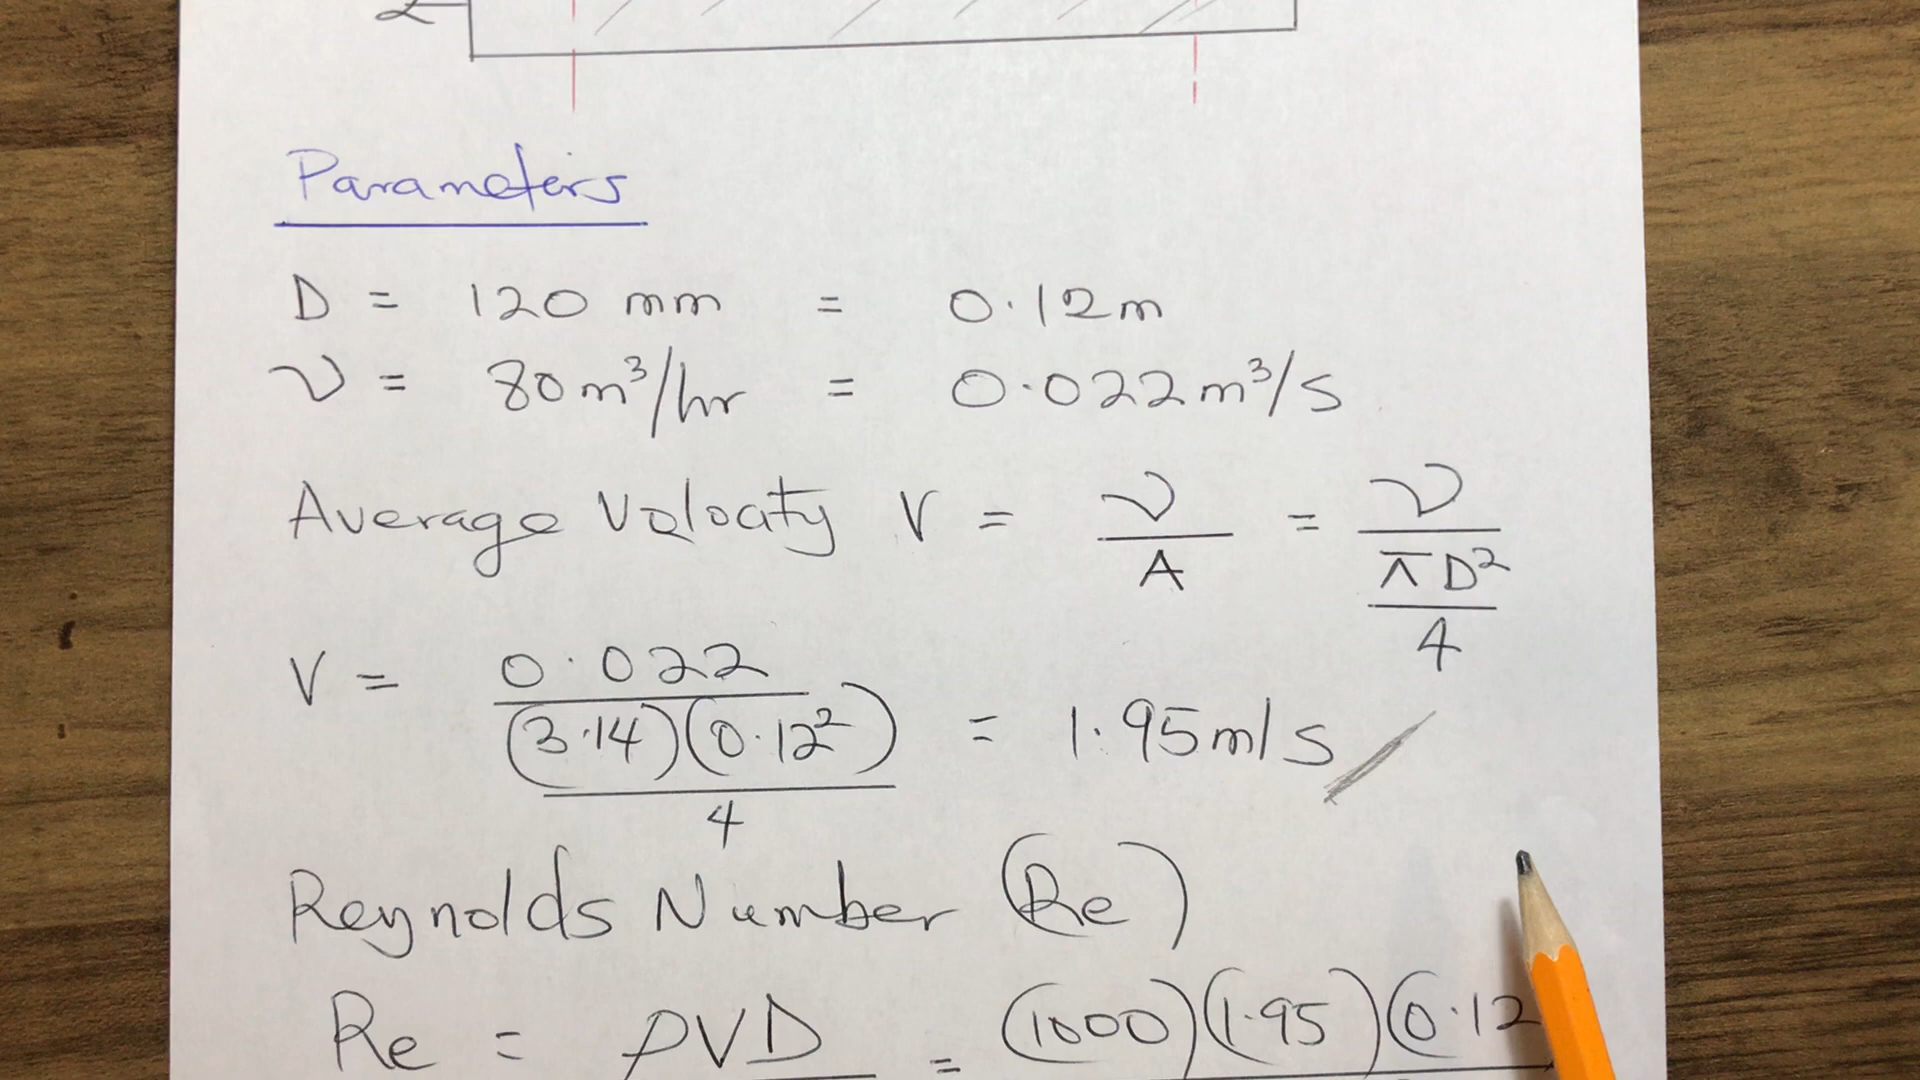 2
Parameters
D = 120 mm = 0.12m
𝒱 = 80m³/hr = 0.022m³/s
Average Velocity V = 𝒱/A = 𝒱/(πD²/4)
V = 0.022/((3.14)(0.12²)/4) = 1.95m/s
Reynolds Number (Re)
Re = ρVD = (1000)(1.95)(0.12